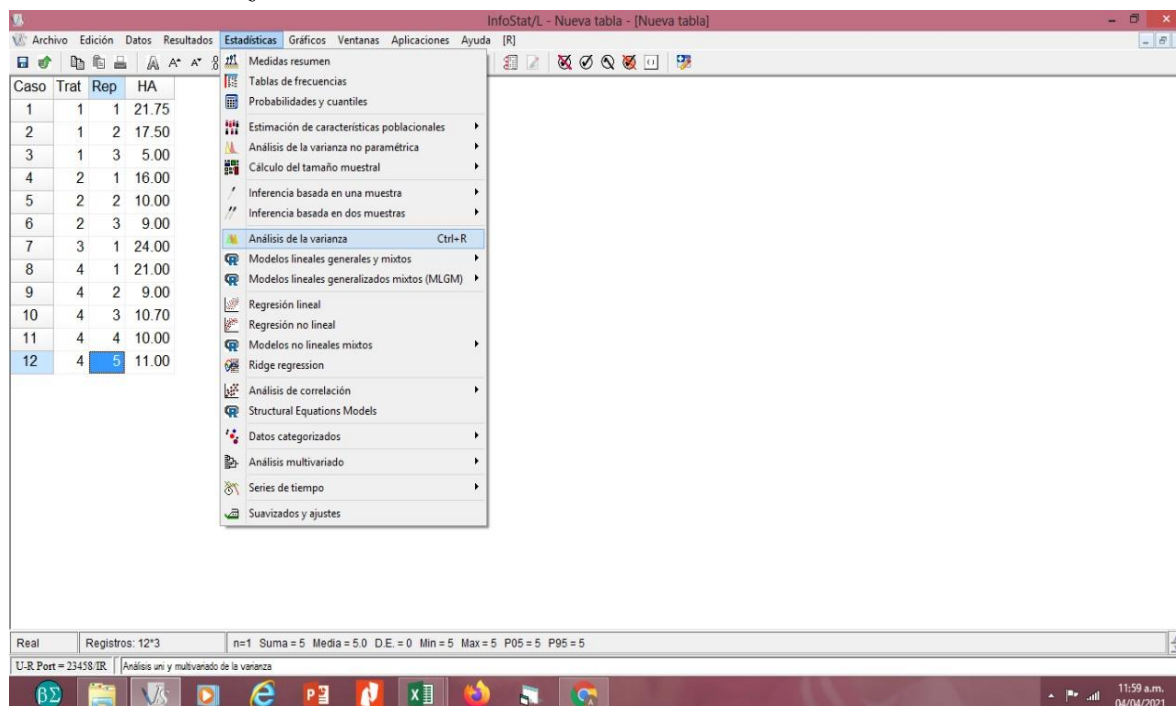 InfoStat/L - Nueva tabla - [Nueva tabla]
Archivo Edición Datos Resultados Estadísticas Gráficos Ventanas Aplicaciones Ayuda [R]
Caso Trat Rep HA
1 1 1 21.75
2 1 2 17.50
3 1 3 5.00
4 2 1 16.00
5 2 2 10.00
6 2 3 9.00
7 3 1 24.00
8 4 1 21.00
9 4 2 9.00
10 4 3 10.70
11 4 4 10.00
12 4 5 11.00
Medidas resumen
Tablas de frecuencias
Probabilidades y cuantiles
Estimación de características poblacionales
Análisis de la varianza no paramétrica
Cálculo del tamaño muestral
Inferencia basada en una muestra
Inferencia basada en dos muestras
Análisis de la varianza Ctrl+R
Modelos lineales generales y mixtos
Modelos lineales generalizados mixtos (MLGM)
Regresión lineal
Regresión no lineal
Modelos no lineales mixtos
Ridge regression
Análisis de correlación
Structural Equations Models
Datos categorizados
Análisis multivariado
Series de tiempo
Suavizados y ajustes
Real Registros: 12*3 n=1 Suma = 5 Media = 5.0 D.E. = 0 Min = 5 Max = 5 P05 = 5 P95 = 5
U-R Port = 23458/IR Análisis uni y multivariado de la varianza
11:59 a.m.
04/04/2021